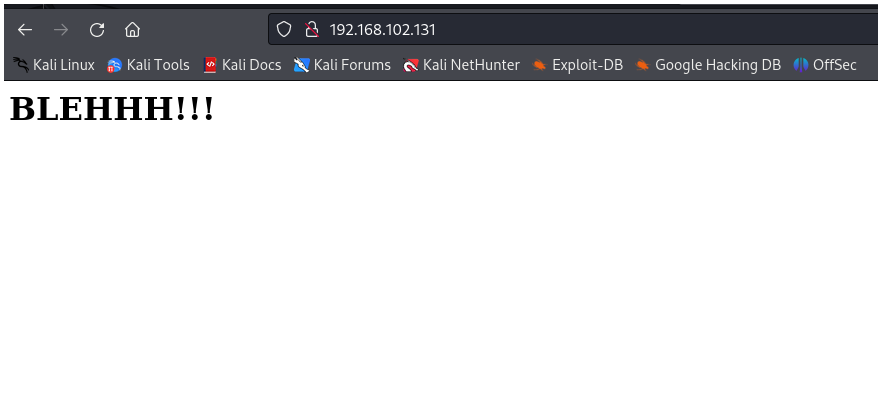 192.168.102.131
Kali Linux Kali Tools Kali Docs Kali Forums Kali NetHunter Exploit-DB Google Hacking DB OffSec
BLEHHH!!!